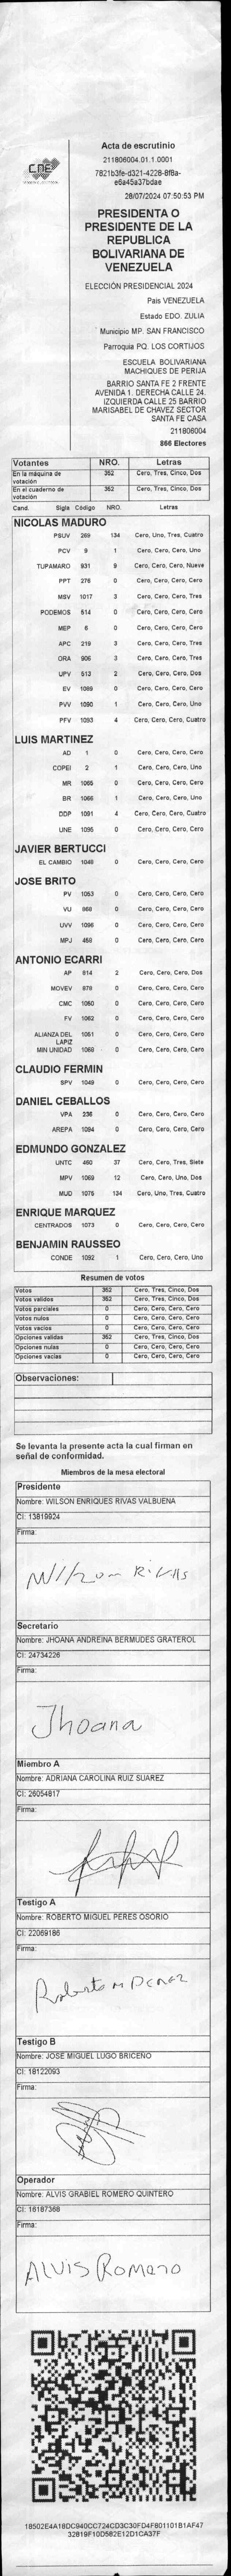 CNE
Acta de escrutinio
211806004.01.1.0001
7821b3fe-d321-4228-8f8a-
e6a45a37bdae
28/07/2024 07:50:53 PM
PRESIDENTA O
PRESIDENTE DE LA
REPUBLICA
BOLIVARIANA DE
VENEZUELA
ELECCIÓN PRESIDENCIAL 2024
País VENEZUELA
Estado EDO. ZULIA
Municipio MP. SAN FRANCISCO
Parroquia PQ. LOS CORTIJOS
ESCUELA BOLIVARIANA
MACHIQUES DE PERIJA
BARRIO SANTA FE 2 FRENTE
AVENIDA 1. DERECHA CALLE 24.
IZQUIERDA CALLE 25 BARRIO
MARISABEL DE CHAVEZ SECTOR
SANTA FE CASA
211806004
866 Electores
Votantes NRO. Letras
En la máquina de votación 352 Cero, Tres, Cinco, Dos
En el cuaderno de votación 352 Cero, Tres, Cinco, Dos
Cand. Sigla Código NRO. Letras
NICOLAS MADURO
PSUV 269 134 Cero, Uno, Tres, Cuatro
PCV 9 1 Cero, Cero, Cero, Uno
TUPAMARO 931 9 Cero, Cero, Cero, Nueve
PPT 276 0 Cero, Cero, Cero, Cero
MSV 1017 3 Cero, Cero, Cero, Tres
PODEMOS 514 0 Cero, Cero, Cero, Cero
MEP 6 0 Cero, Cero, Cero, Cero
APC 219 3 Cero, Cero, Cero, Tres
ORA 906 3 Cero, Cero, Cero, Tres
UPV 513 2 Cero, Cero, Cero, Dos
EV 1089 0 Cero, Cero, Cero, Cero
PVV 1090 1 Cero, Cero, Cero, Uno
PFV 1093 4 Cero, Cero, Cero, Cuatro
LUIS MARTINEZ
AD 1 0 Cero, Cero, Cero, Cero
COPEI 2 1 Cero, Cero, Cero, Uno
MR 1065 0 Cero, Cero, Cero, Cero
BR 1066 1 Cero, Cero, Cero, Uno
DDP 1091 4 Cero, Cero, Cero, Cuatro
UNE 1095 0 Cero, Cero, Cero, Cero
JAVIER BERTUCCI
EL CAMBIO 1048 0 Cero, Cero, Cero, Cero
JOSE BRITO
PV 1053 0 Cero, Cero, Cero, Cero
VU 868 0 Cero, Cero, Cero, Cero
UVV 1096 0 Cero, Cero, Cero, Cero
MPJ 458 0 Cero, Cero, Cero, Cero
ANTONIO ECARRI
AP 814 2 Cero, Cero, Cero, Dos
MOVEV 979 0 Cero, Cero, Cero, Cero
CMC 1050 0 Cero, Cero, Cero, Cero
FV 1062 0 Cero, Cero, Cero, Cero
ALIANZA DEL LAPIZ 1051 0 Cero, Cero, Cero, Cero
MIN UNIDAD 1068 0 Cero, Cero, Cero, Cero
CLAUDIO FERMIN
SPV 1049 0 Cero, Cero, Cero, Cero
DANIEL CEBALLOS
VPA 236 0 Cero, Cero, Cero, Cero
AREPA 1094 0 Cero, Cero, Cero, Cero
EDMUNDO GONZALEZ
UNTC 460 37 Cero, Cero, Tres, Siete
MPV 1069 12 Cero, Cero, Uno, Dos
MUD 1075 134 Cero, Uno, Tres, Cuatro
ENRIQUE MARQUEZ
CENTRADOS 1073 0 Cero, Cero, Cero, Cero
BENJAMIN RAUSSEO
CONDE 1092 1 Cero, Cero, Cero, Uno
Resumen de votos
Votos 352 Cero, Tres, Cinco, Dos
Votos validos 352 Cero, Tres, Cinco, Dos
Votos parciales 0 Cero, Cero, Cero, Cero
Votos nulos 0 Cero, Cero, Cero, Cero
Votos vacios 0 Cero, Cero, Cero, Cero
Opciones validas 352 Cero, Tres, Cinco, Dos
Opciones nulas 0 Cero, Cero, Cero, Cero
Opciones vacias 0 Cero, Cero, Cero, Cero
Observaciones:
Se levanta la presente acta la cual firman en
señal de conformidad.
Miembros de la mesa electoral
Presidente
Nombre: WILSON ENRIQUES RIVAS VALBUENA
CI: 13819924
Firma:
Wilson Rivas
Secretario
Nombre: JHOANA ANDREINA BERMUDES GRATEROL
CI: 24734226
Firma:
Jhoana
Miembro A
Nombre: ADRIANA CAROLINA RUIZ SUAREZ
CI: 26054817
Firma:
Testigo A
Nombre: ROBERTO MIGUEL PERES OSORIO
CI: 22069186
Firma:
Roberto M Perez
Testigo B
Nombre: JOSE MIGUEL LUGO BRICEÑO
CI: 18122093
Firma:
Operador
Nombre: ALVIS GRABIEL ROMERO QUINTERO
CI: 16187368
Firma:
Alvis Romero
18502E4A18DC940CC724CD3C30FD4F801101B1AF47
32819F10D582E12D1CA37F